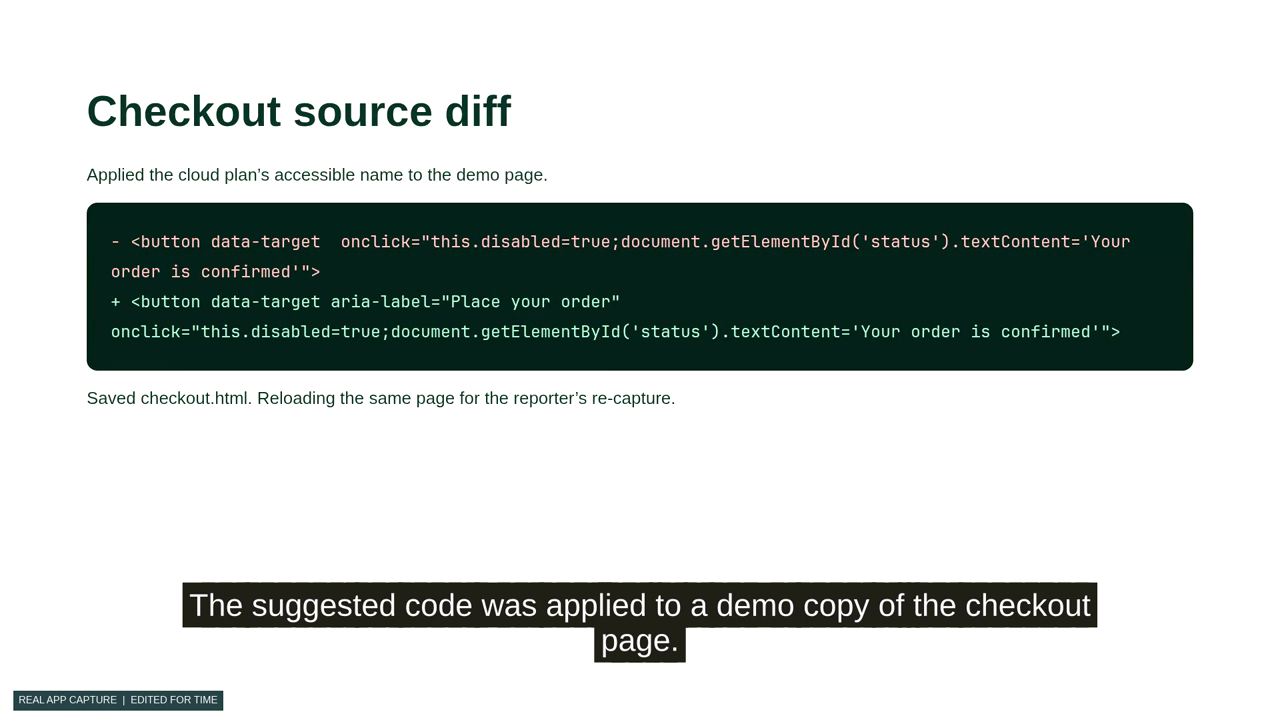 Checkout source diff
Applied the cloud plan’s accessible name to the demo page.
- <button data-target  onclick="this.disabled=true;document.getElementById('status').textContent='Your
order is confirmed'">
+ <button data-target aria-label="Place your order"
onclick="this.disabled=true;document.getElementById('status').textContent='Your order is confirmed'">
Saved checkout.html. Reloading the same page for the reporter’s re-capture.
The suggested code was applied to a demo copy of the checkout
page.
REAL APP CAPTURE | EDITED FOR TIME